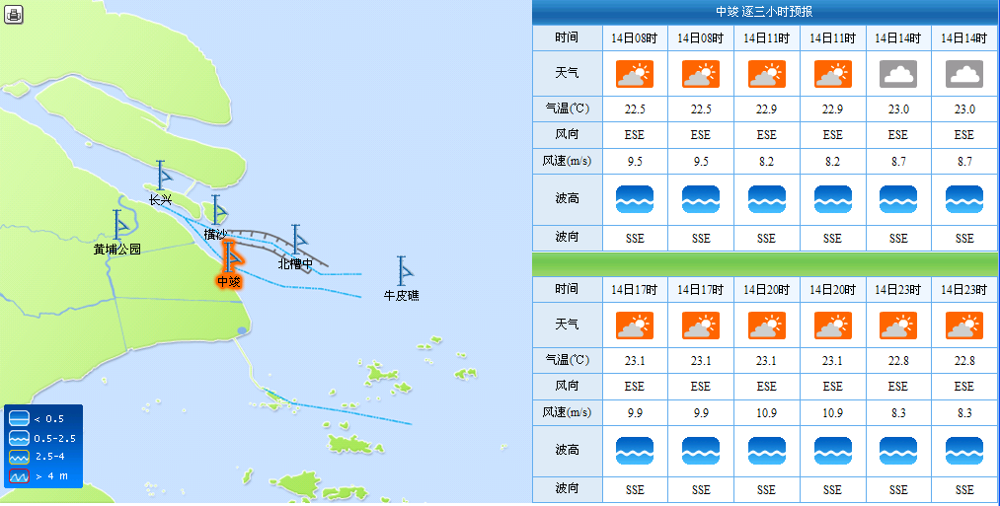 长兴
横沙
黄埔公园
北槽中
中竣
牛皮礁
< 0.5
0.5-2.5
2.5-4
> 4 m
中竣 逐三小时预报
时间 14日08时 14日08时 14日11时 14日11时 14日14时 14日14时
天气
气温(℃) 22.5 22.5 22.9 22.9 23.0 23.0
风向 ESE ESE ESE ESE ESE ESE
风速(m/s) 9.5 9.5 8.2 8.2 8.7 8.7
波高
波向 SSE SSE SSE SSE SSE SSE
时间 14日17时 14日17时 14日20时 14日20时 14日23时 14日23时
天气
气温(℃) 23.1 23.1 23.1 23.1 22.8 22.8
风向 ESE ESE ESE ESE ESE ESE
风速(m/s) 9.9 9.9 10.9 10.9 8.3 8.3
波高
波向 SSE SSE SSE SSE SSE SSE